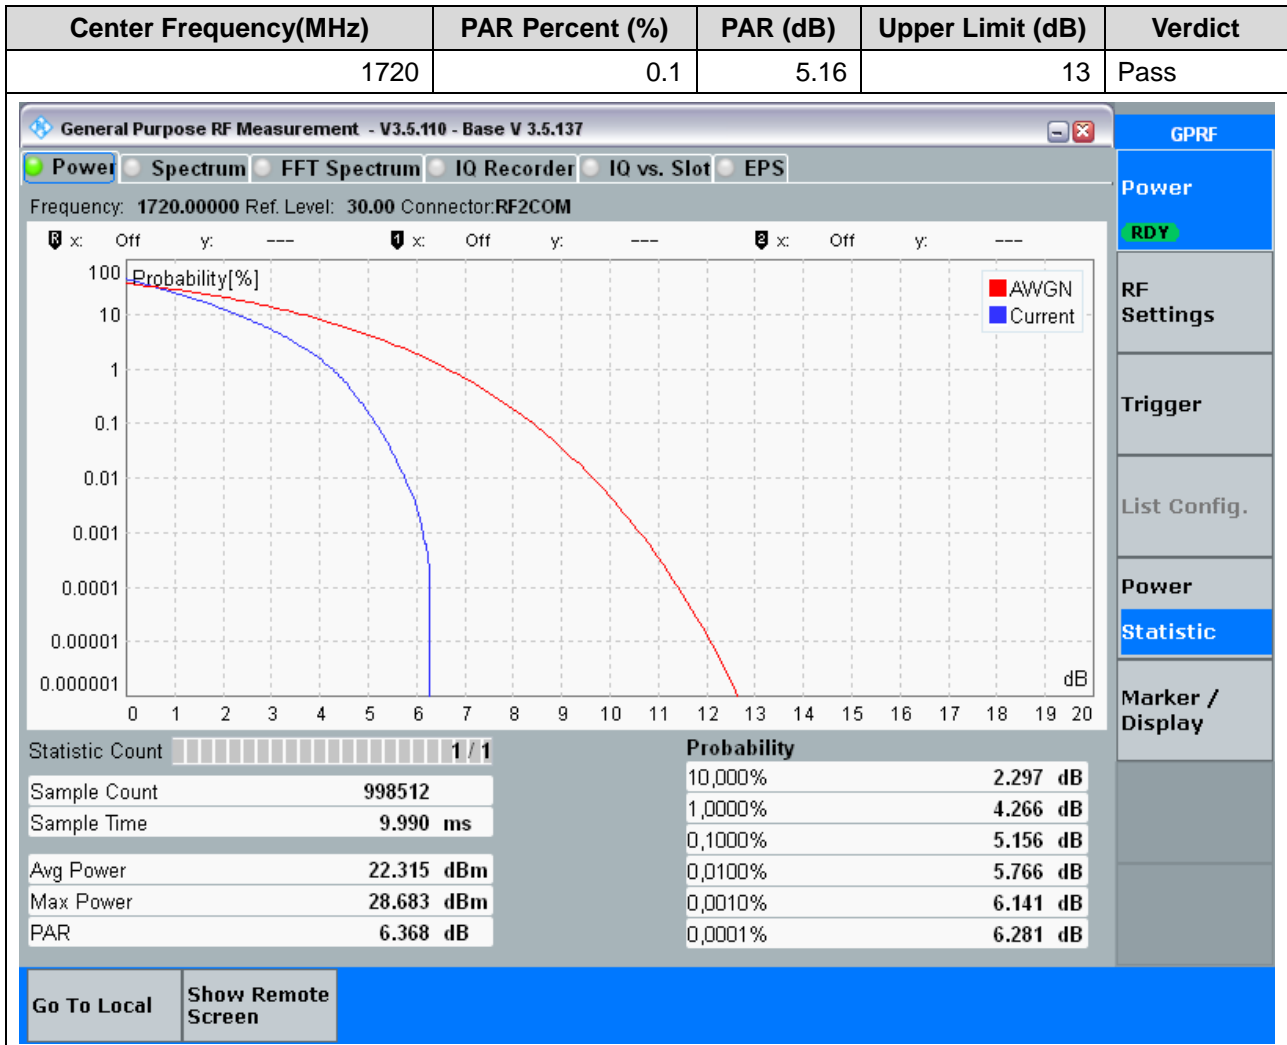 Center Frequency(MHz) PAR Percent (%) PAR (dB) Upper Limit (dB) Verdict
1720 0.1 5.16 13 Pass
General Purpose RF Measurement - V3.5.110 - Base V 3.5.137
GPRF
Power Spectrum FFT Spectrum IQ Recorder IQ vs. Slot EPS
Frequency: 1720.00000 Ref. Level: 30.00 Connector:RF2COM
R x: Off y: --- 1 x: Off y: --- 2 x: Off y: ---
Probability[%]
AWGN
Current
100
10
1
0.1
0.01
0.001
0.0001
0.00001
0.000001
dB
0 1 2 3 4 5 6 7 8 9 10 11 12 13 14 15 16 17 18 19 20
Statistic Count 1 / 1
Sample Count 998512
Sample Time 9.990 ms
Avg Power 22.315 dBm
Max Power 28.683 dBm
PAR 6.368 dB
Probability
10,000% 2.297 dB
1,0000% 4.266 dB
0,1000% 5.156 dB
0,0100% 5.766 dB
0,0010% 6.141 dB
0,0001% 6.281 dB
Power
RDY
RF
Settings
Trigger
List Config.
Power
Statistic
Marker /
Display
Go To Local
Show Remote
Screen